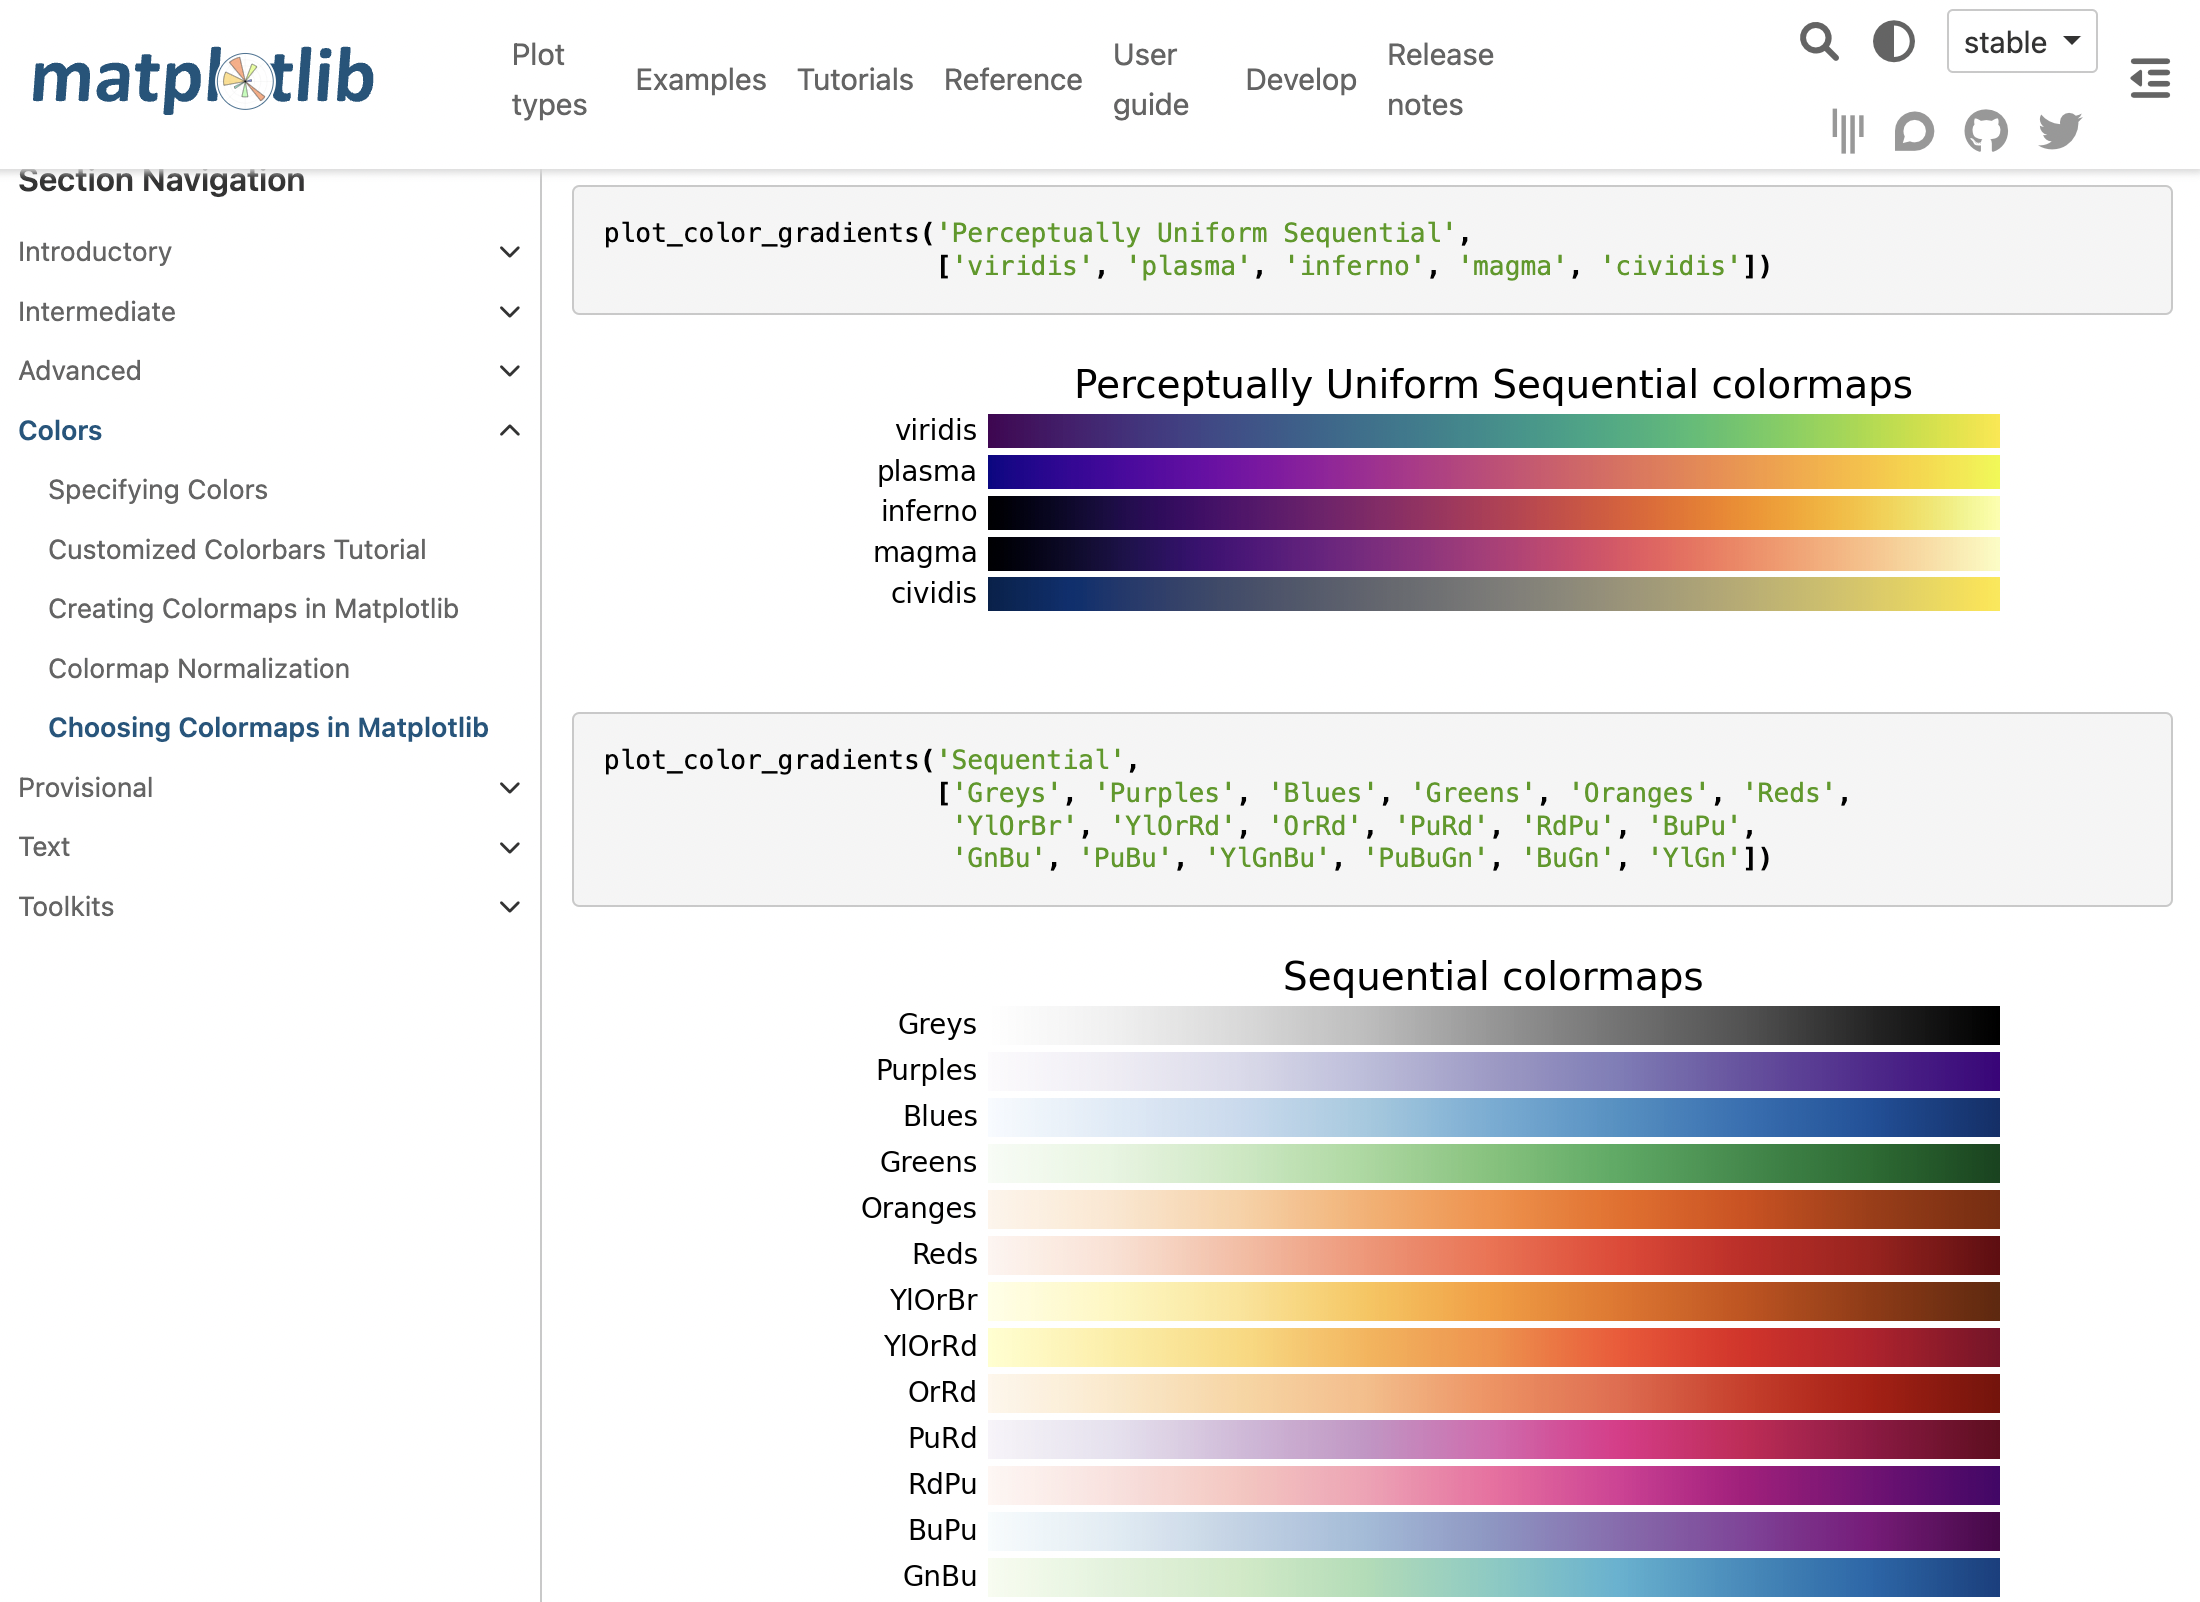 matplotlib
Plot types
Examples
Tutorials
Reference
User guide
Develop
Release notes
stable
Section Navigation
Introductory
Intermediate
Advanced
Colors
Specifying Colors
Customized Colorbars Tutorial
Creating Colormaps in Matplotlib
Colormap Normalization
Choosing Colormaps in Matplotlib
Provisional
Text
Toolkits
plot_color_gradients('Perceptually Uniform Sequential',
['viridis', 'plasma', 'inferno', 'magma', 'cividis'])
Perceptually Uniform Sequential colormaps
viridis
plasma
inferno
magma
cividis
plot_color_gradients('Sequential',
['Greys', 'Purples', 'Blues', 'Greens', 'Oranges', 'Reds',
'YlOrBr', 'YlOrRd', 'OrRd', 'PuRd', 'RdPu', 'BuPu',
'GnBu', 'PuBu', 'YlGnBu', 'PuBuGn', 'BuGn', 'YlGn'])
Sequential colormaps
Greys
Purples
Blues
Greens
Oranges
Reds
YlOrBr
YlOrRd
OrRd
PuRd
RdPu
BuPu
GnBu